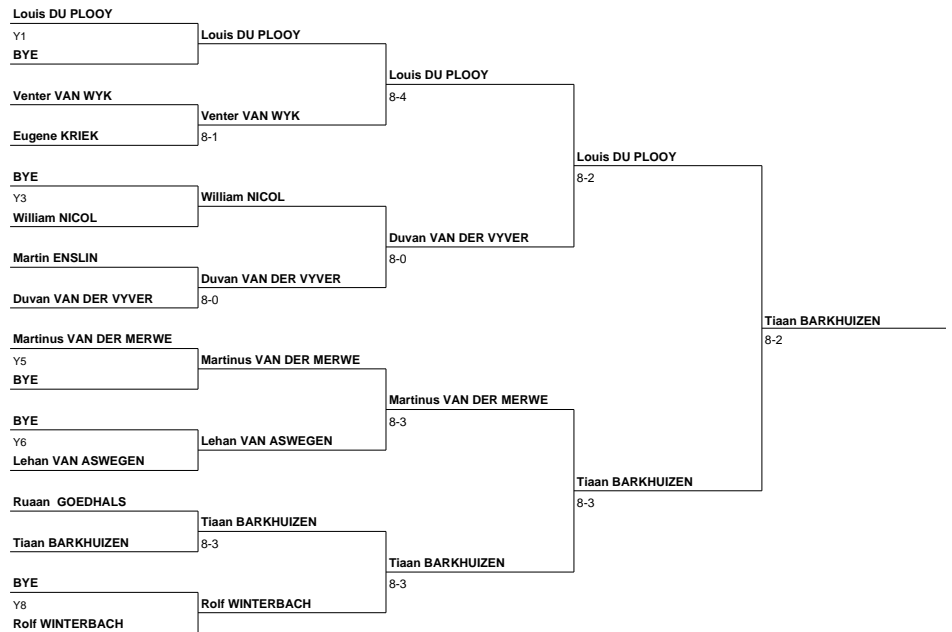 Louis DU PLOOY
Y1
Louis DU PLOOY
BYE
Louis DU PLOOY
8-4
Venter VAN WYK
Venter VAN WYK
Eugene KRIEK
8-1
Louis DU PLOOY
8-2
BYE
Y3
William NICOL
William NICOL
Duvan VAN DER VYVER
8-0
Martin ENSLIN
Duvan VAN DER VYVER
Duvan VAN DER VYVER
8-0
Tiaan BARKHUIZEN
8-2
Martinus VAN DER MERWE
Y5
Martinus VAN DER MERWE
BYE
Martinus VAN DER MERWE
8-3
BYE
Y6
Lehan VAN ASWEGEN
Lehan VAN ASWEGEN
Tiaan BARKHUIZEN
8-3
Ruaan GOEDHALS
Tiaan BARKHUIZEN
Tiaan BARKHUIZEN
8-3
Tiaan BARKHUIZEN
8-3
BYE
Y8
Rolf WINTERBACH
Rolf WINTERBACH